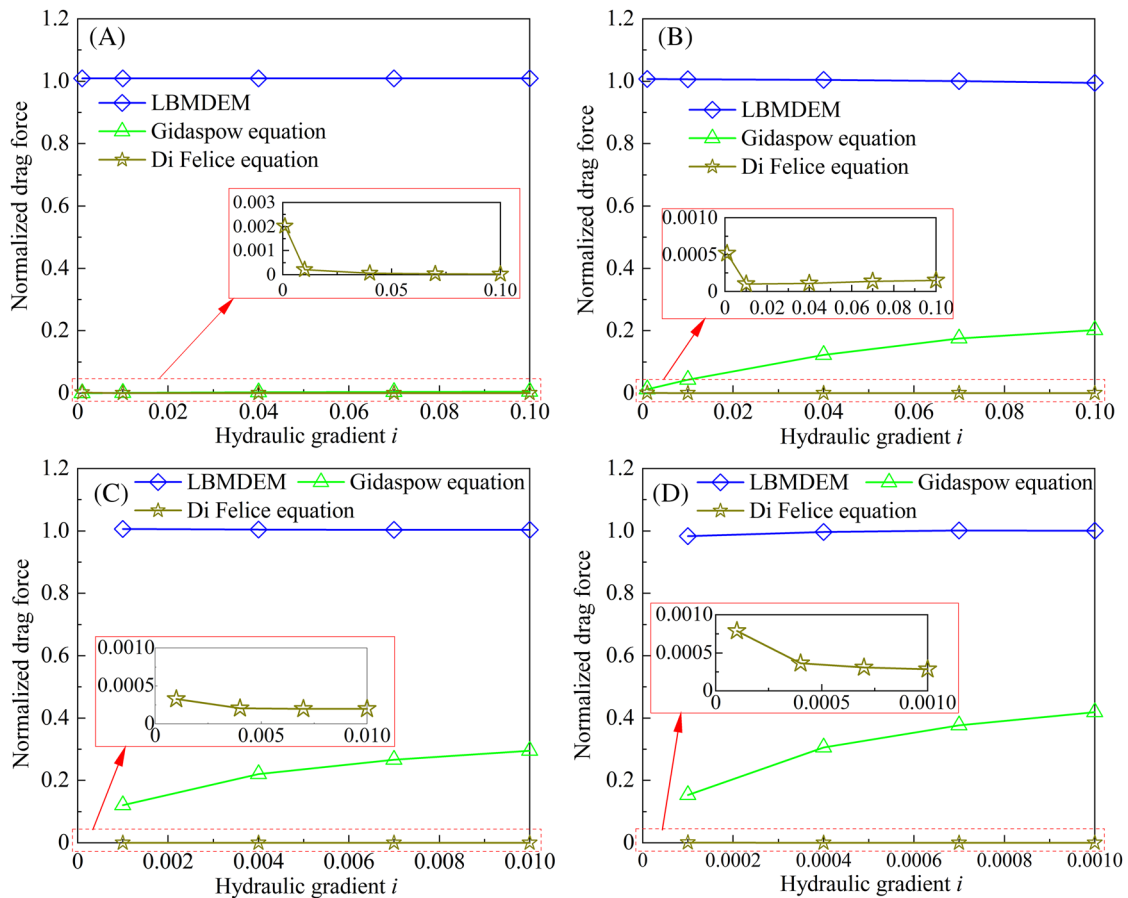 (A)
Normalized drag force
1.2
1.0
0.8
0.6
0.4
0.2
0
LBMDEM
Gidaspow equation
Di Felice equation
0.003
0.002
0.001
0
0 0.05 0.10
0.02 0.04 0.06 0.08 0.10
Hydraulic gradient i
(B)
Normalized drag force
1.2
1.0
0.8
0.6
0.4
0.2
0
LBMDEM
Gidaspow equation
Di Felice equation
0.0010
0.0005
0
0 0.02 0.04 0.06 0.08 0.10
0 0.02 0.04 0.06 0.08 0.10
Hydraulic gradient i
(C)
Normalized drag force
1.2
1.0
0.8
0.6
0.4
0.2
0
LBMDEM Gidaspow equation
Di Felice equation
0.0010
0.0005
0
0 0.005 0.010
0 0.002 0.004 0.006 0.008 0.010
Hydraulic gradient i
(D)
Normalized drag force
1.2
1.0
0.8
0.6
0.4
0.2
0
LBMDEM Gidaspow equation
Di Felice equation
0.0010
0.0005
0
0 0.0005 0.0010
0 0.0002 0.0004 0.0006 0.0008 0.0010
Hydraulic gradient i